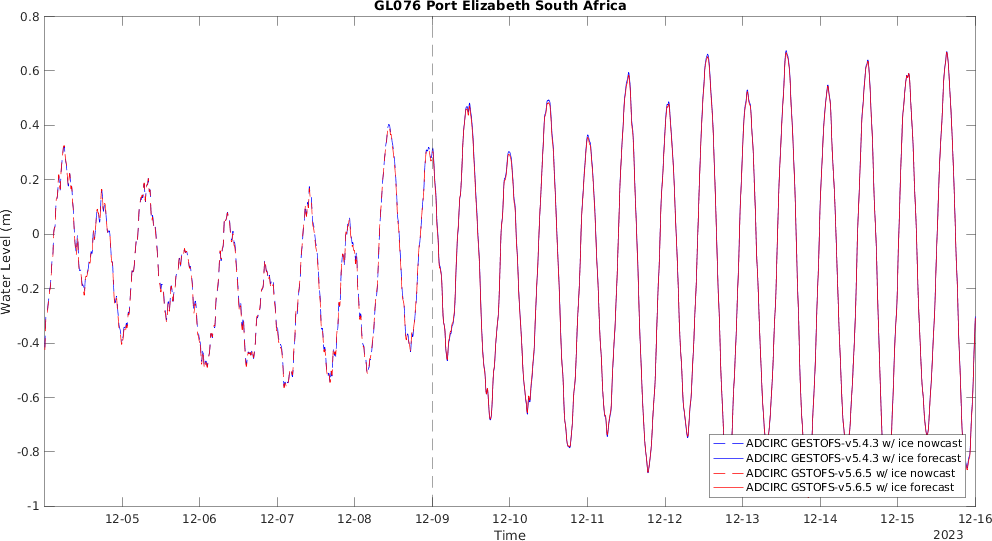 GL076 Port Elizabeth South Africa
0.8
0.6
0.4
0.2
0
-0.2
-0.4
-0.6
-0.8
-1
Water Level (m)
ADCIRC GESTOFS-v5.4.3 w/ ice nowcast
ADCIRC GESTOFS-v5.4.3 w/ ice forecast
ADCIRC GSTOFS-v5.6.5 w/ ice nowcast
ADCIRC GSTOFS-v5.6.5 w/ ice forecast
12-05 12-06 12-07 12-08 12-09 12-10 12-11 12-12 12-13 12-14 12-15 12-16
Time
2023